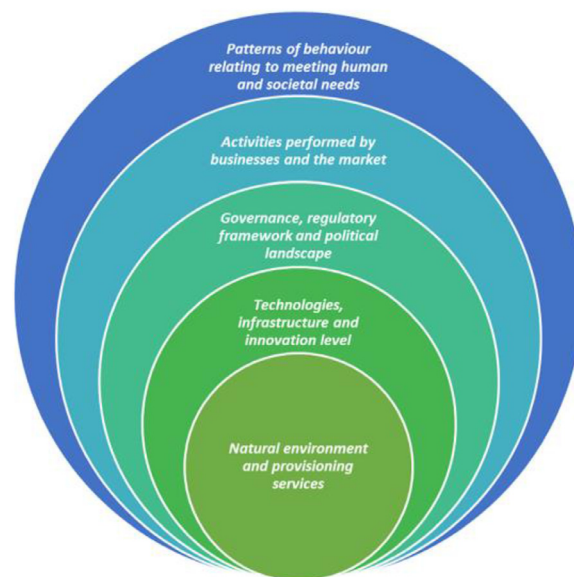 Patterns of behaviour
relating to meeting human
and societal needs
Activities performed by
businesses and the market
Governance, regulatory
framework and political
landscape
Technologies,
infrastructure and
innovation level
Natural environment
and provisioning
services